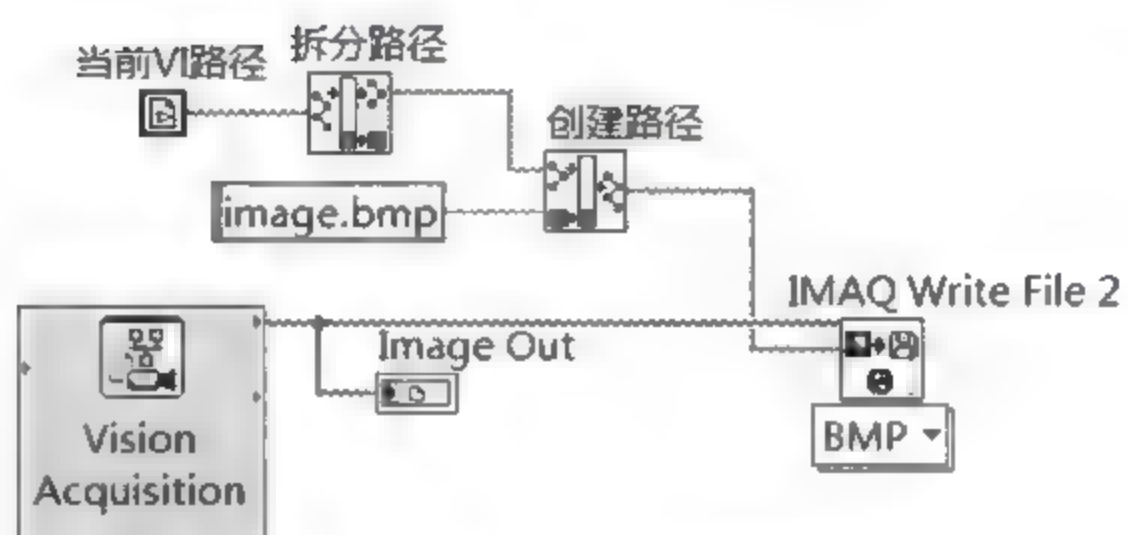 当前VI路径
拆分路径
创建路径
image.bmp
IMAQ Write File 2
Image Out
Vision
Acquisition
BMP